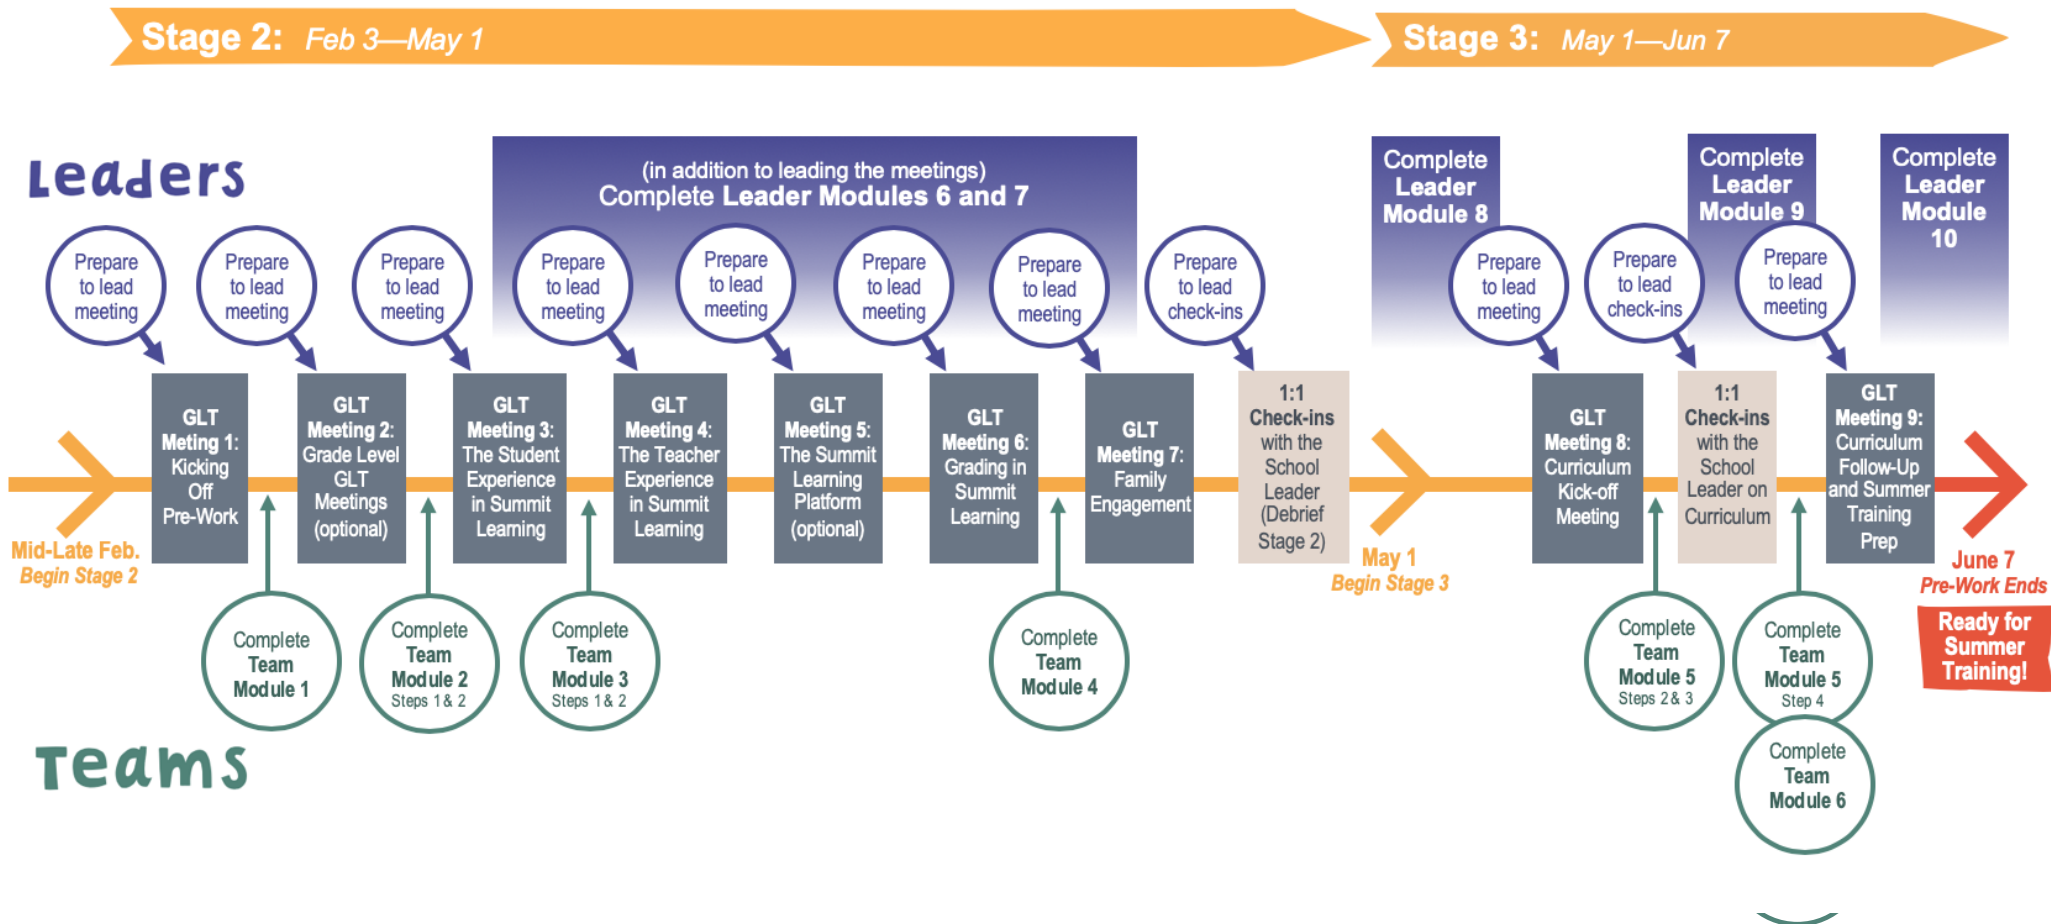 Stage 2: Feb 3—May 1
Stage 3: May 1—Jun 7
Leaders
(in addition to leading the meetings)
Complete Leader Modules 6 and 7
Complete
Leader
Module 8
Complete
Leader
Module 9
Complete
Leader
Module
10
Prepare
to lead
meeting
Prepare
to lead
meeting
Prepare
to lead
meeting
Prepare
to lead
meeting
Prepare
to lead
meeting
Prepare
to lead
meeting
Prepare
to lead
meeting
Prepare
to lead
check-ins
Prepare
to lead
meeting
Prepare
to lead
check-ins
Prepare
to lead
meeting
GLT
Meting 1:
Kicking
Off
Pre-Work
GLT
Meeting 2:
Grade Level
GLT
Meetings
(optional)
GLT
Meeting 3:
The Student
Experience
in Summit
Learning
GLT
Meeting 4:
The Teacher
Experience
in Summit
Learning
GLT
Meeting 5:
The Summit
Learning
Platform
(optional)
GLT
Meeting 6:
Grading in
Summit
Learning
GLT
Meeting 7:
Family
Engagement
1:1
Check-ins
with the
School
Leader
(Debrief
Stage 2)
GLT
Meeting 8:
Curriculum
Kick-off
Meeting
1:1
Check-ins
with the
School
Leader on
Curriculum
GLT
Meeting 9:
Curriculum
Follow-Up
and Summer
Training
Prep
Mid-Late Feb.
Begin Stage 2
May 1
Begin Stage 3
June 7
Pre-Work Ends
Ready for
Summer
Training!
Complete
Team
Module 1
Complete
Team
Module 2
Steps 1 & 2
Complete
Team
Module 3
Steps 1 & 2
Complete
Team
Module 4
Complete
Team
Module 5
Steps 2 & 3
Complete
Team
Module 5
Step 4
Complete
Team
Module 6
Teams